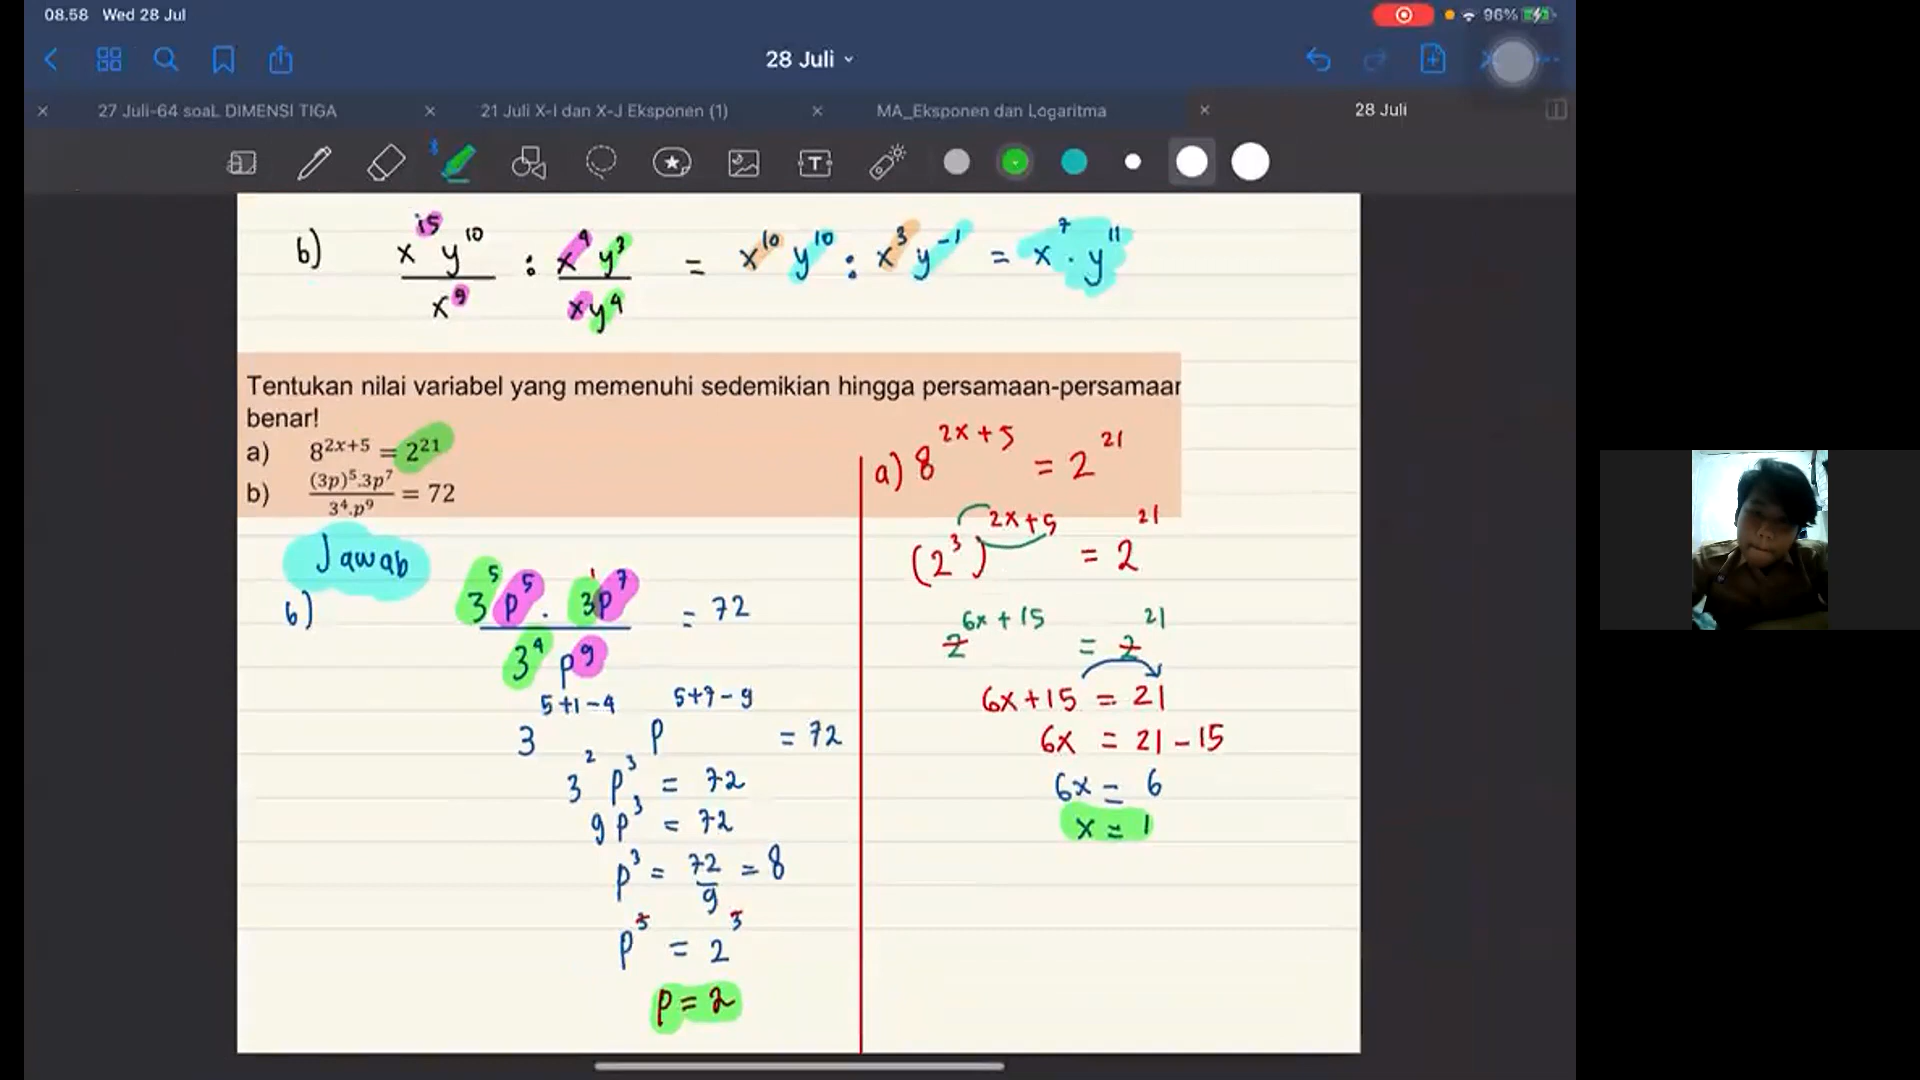 08.58 Wed 28 Jul
96%
28 Juli
27 Juli-64 soaL DIMENSI TIGA
21 Juli X-I dan X-J Eksponen (1)
MA_Eksponen dan Logaritma
28 Juli
b) x^15 y^10 / x^9 : x^4 y^3 / xy^4 = x^10 y^10 : x^3 y^-1 = x^7 . y^11
Tentukan nilai variabel yang memenuhi sedemikian hingga persamaan-persamaan
benar!
a) 8^2x+5 = 2^21
b) (3p)^5.3p^7 / 3^4.p^9 = 72
Jawab
b) 3^5 p^5 . 3^1 p^7 / 3^4 p^9 = 72
3^5+1-4 p^5+7-9 = 72
3^2 p^3 = 72
9p^3 = 72
p^3 = 72/9 = 8
p^3 = 2^3
p = 2
a) 8^2x+5 = 2^21
(2^3)^2x+5 = 2^21
2^6x+15 = 2^21
6x+15 = 21
6x = 21-15
6x = 6
x = 1